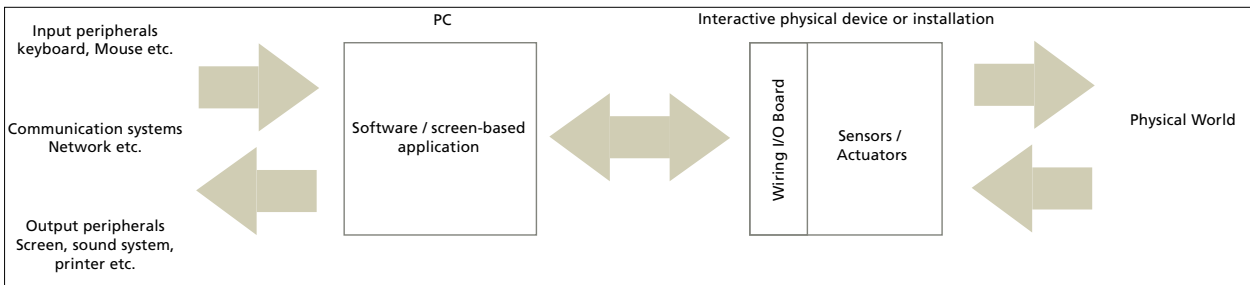 Input peripherals
keyboard, Mouse etc.
Communication systems
Network etc.
Output peripherals
Screen, sound system,
printer etc.
PC
Software / screen-based
application
Interactive physical device or installation
Wiring I/O Board
Sensors /
Actuators
Physical World